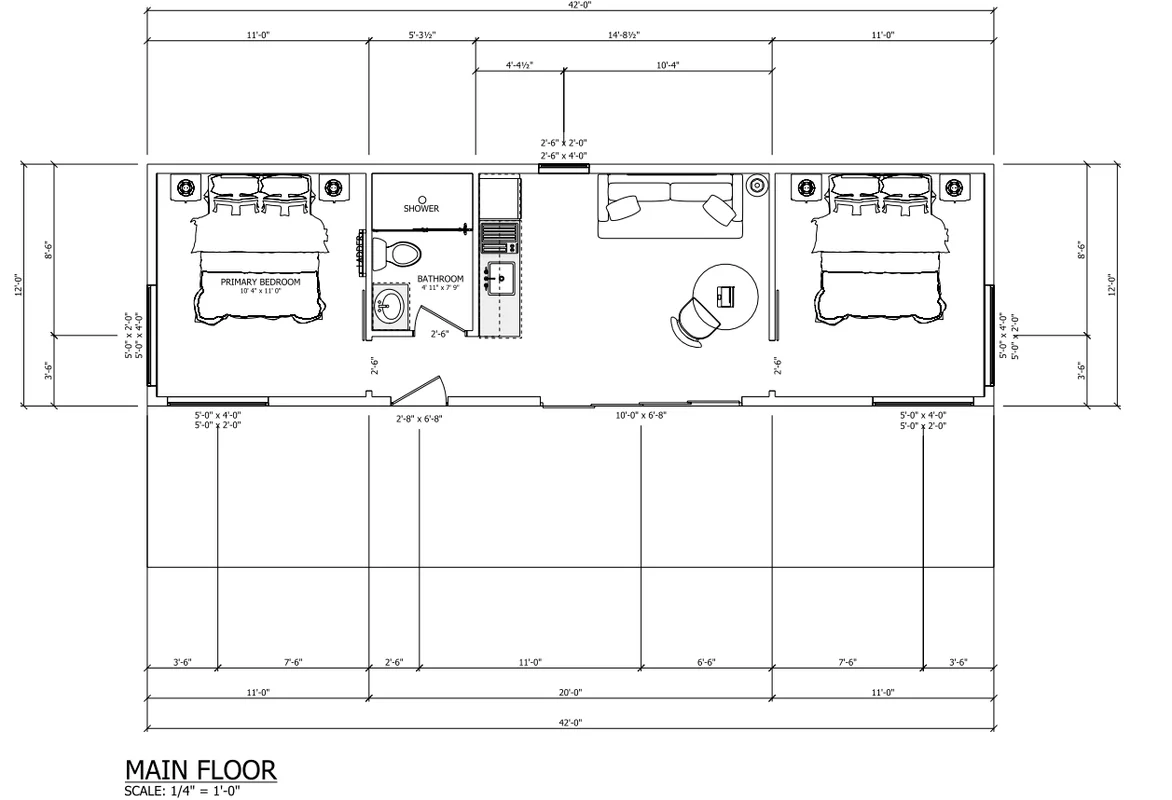 42'-0"
11'-0"
5'-3½"
14'-8½"
11'-0"
4'-4½"
10'-4"
2'-6" x 2'-0"
2'-6" x 4'-0"
12'-0"
8'-6"
3'-6"
5'-0" x 2'-0"
5'-0" x 4'-0"
SHOWER
LADDER
BATHROOM
4' 11" x 7' 9"
PRIMARY BEDROOM
10' 4" x 11' 0"
2'-6"
2'-6"
2'-6"
5'-0" x 4'-0"
5'-0" x 2'-0"
8'-6"
3'-6"
12'-0"
5'-0" x 4'-0"
5'-0" x 2'-0"
2'-8" x 6'-8"
10'-0" x 6'-8"
5'-0" x 4'-0"
5'-0" x 2'-0"
3'-6"
7'-6"
2'-6"
11'-0"
6'-6"
7'-6"
3'-6"
11'-0"
20'-0"
11'-0"
42'-0"
MAIN FLOOR
SCALE: 1/4" = 1'-0"